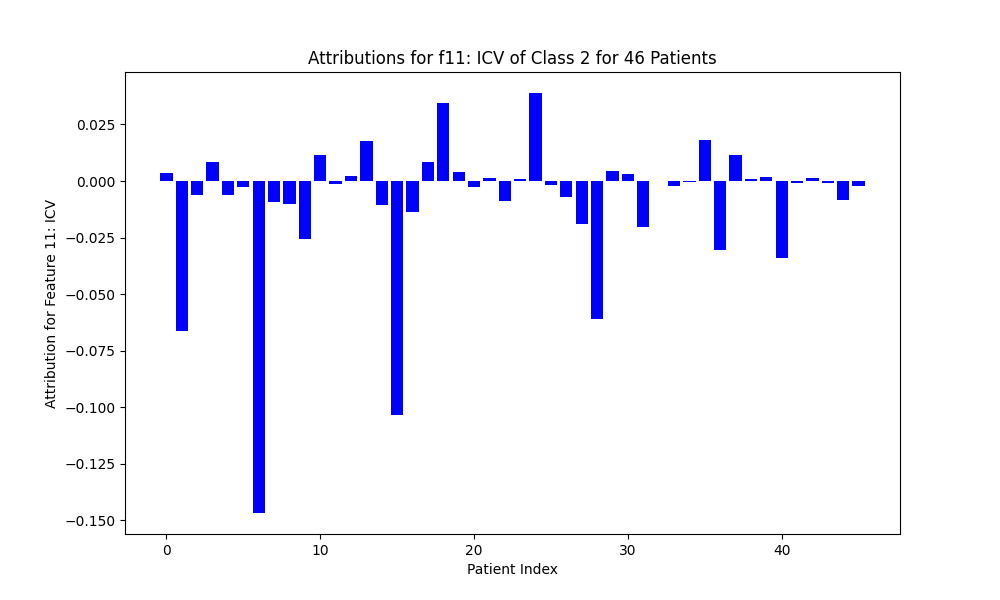 Attributions for f11: ICV of Class 2 for 46 Patients
Attribution for Feature 11: ICV
0.025
0.000
−0.025
−0.050
−0.075
−0.100
−0.125
−0.150
0 10 20 30 40
Patient Index